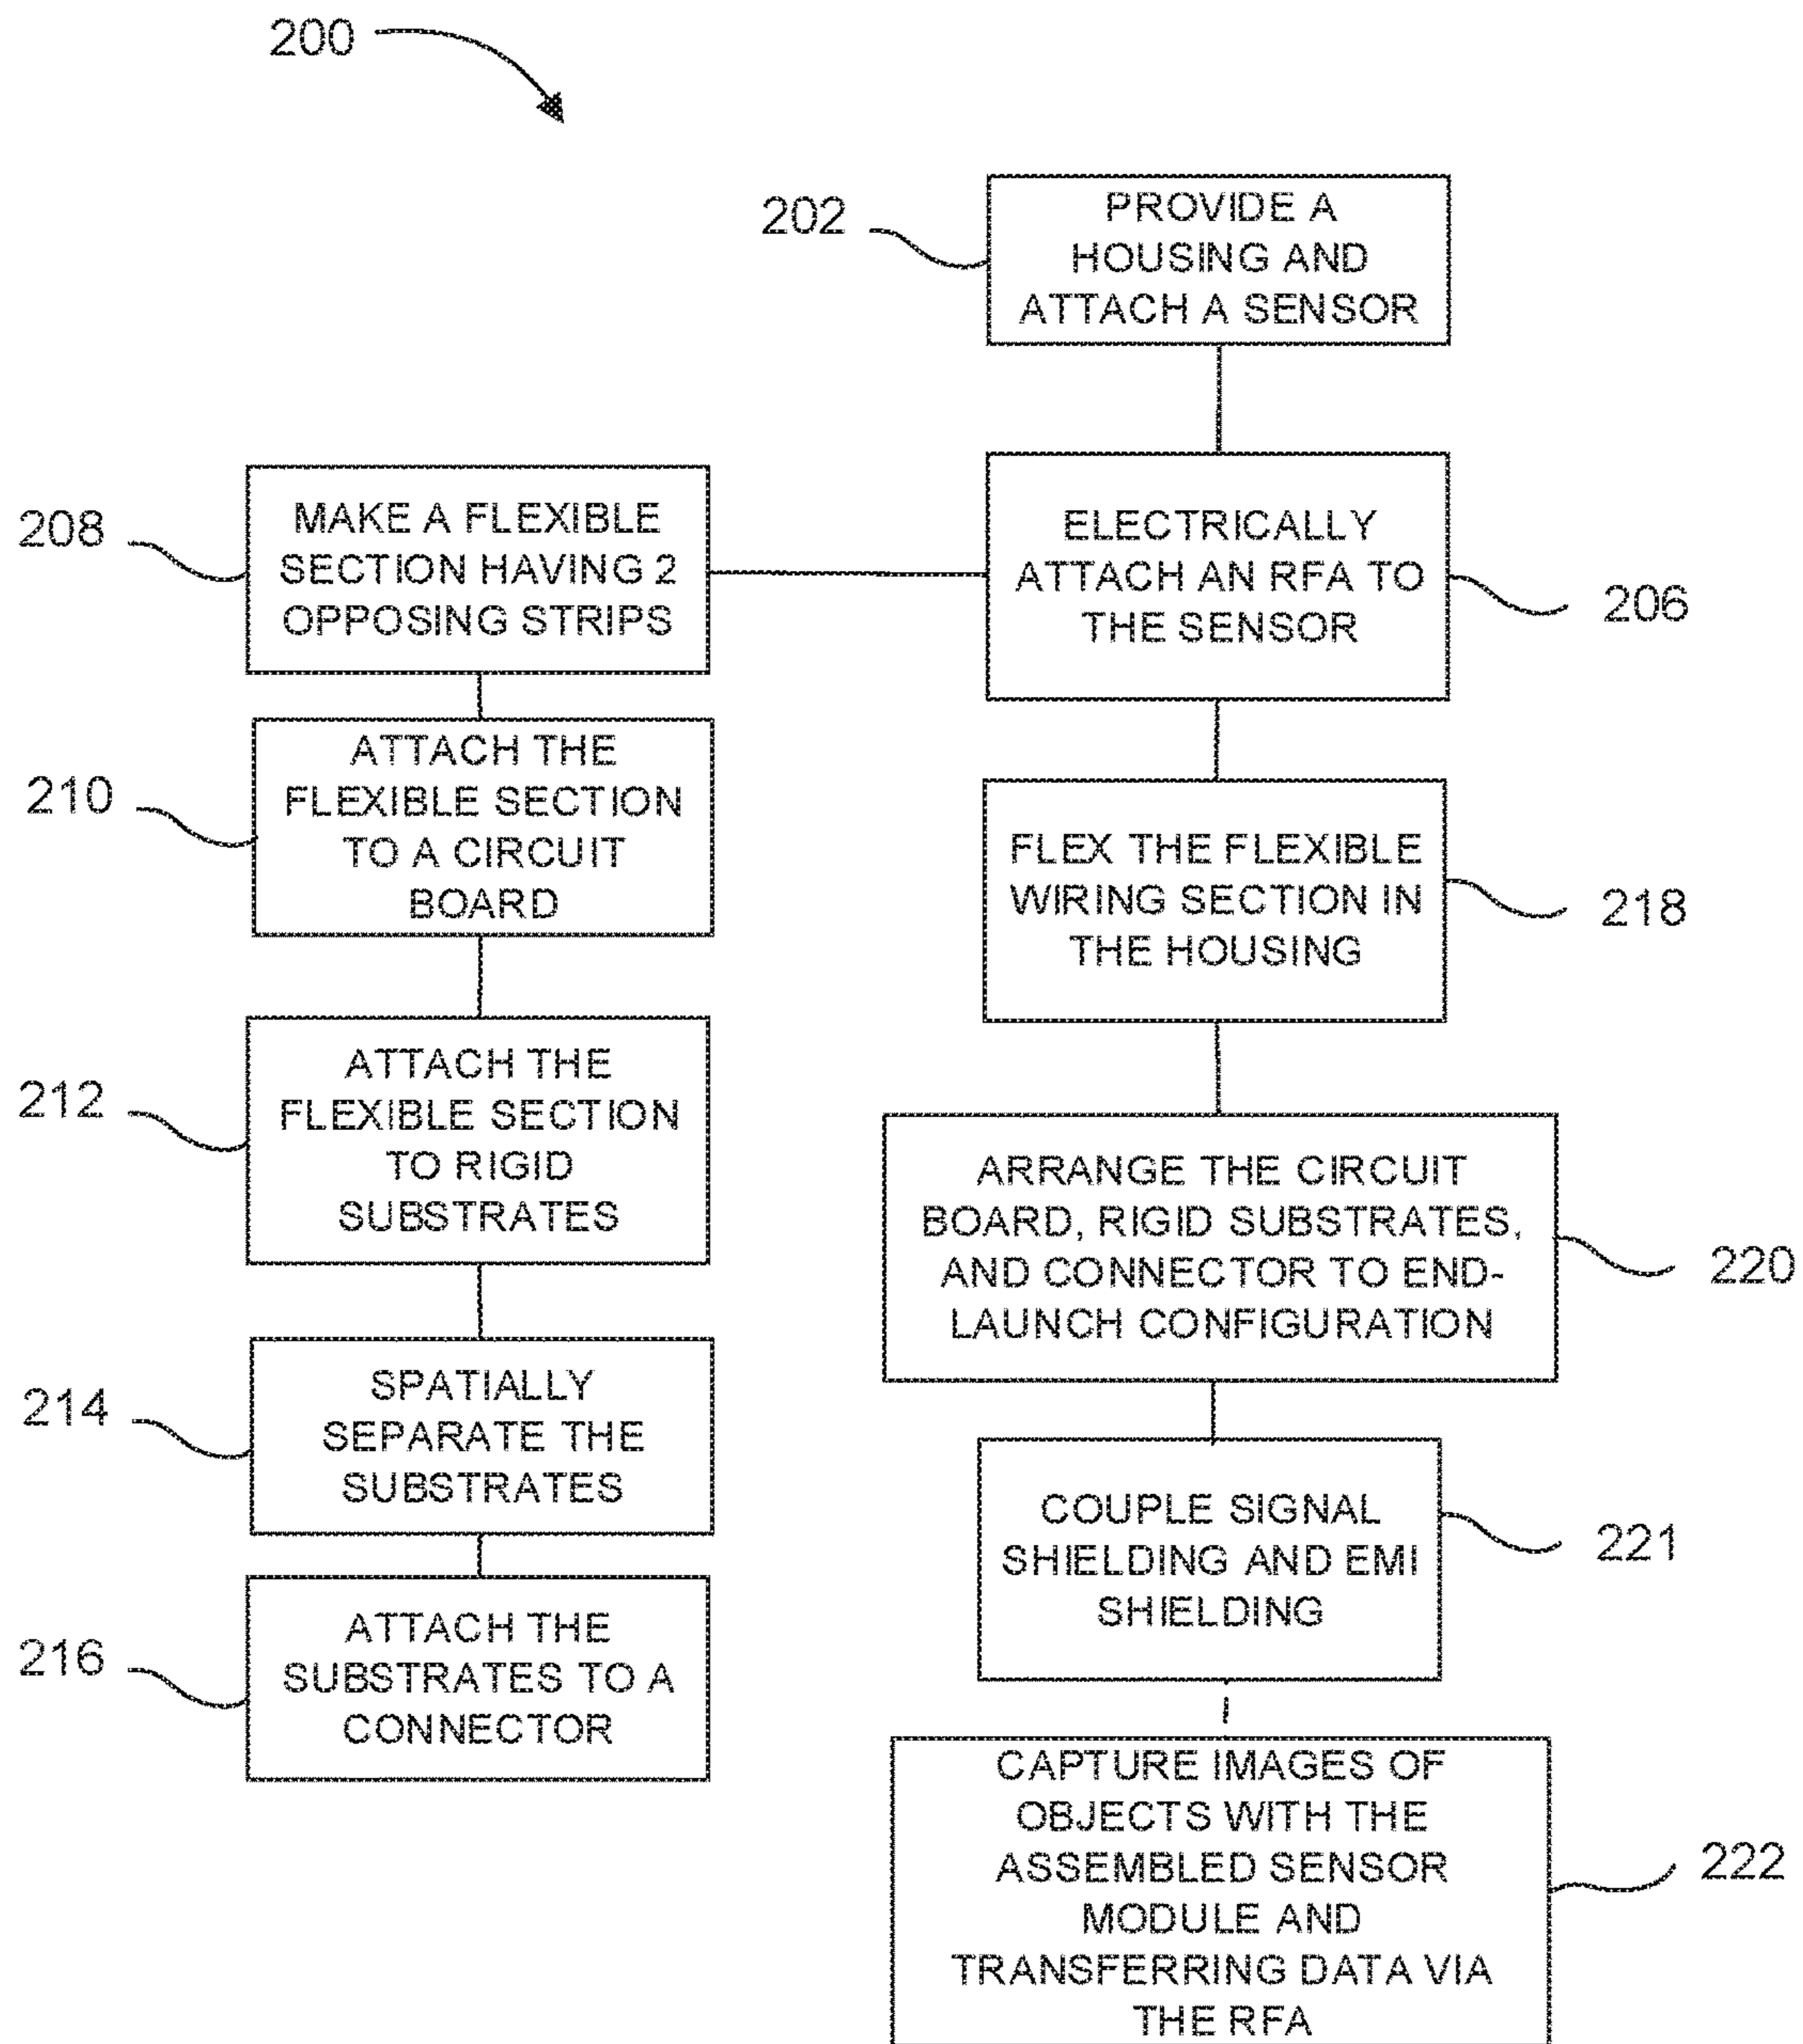 200
202
PROVIDE A
HOUSING AND
ATTACH A SENSOR
208
MAKE A FLEXIBLE
SECTION HAVING 2
OPPOSING STRIPS
ELECTRICALLY
ATTACH AN RFA TO
THE SENSOR
206
210
ATTACH THE
FLEXIBLE SECTION
TO A CIRCUIT
BOARD
FLEX THE FLEXIBLE
WIRING SECTION IN
THE HOUSING
218
212
ATTACH THE
FLEXIBLE SECTION
TO RIGID
SUBSTRATES
ARRANGE THE CIRCUIT
BOARD, RIGID SUBSTRATES,
AND CONNECTOR TO END-
LAUNCH CONFIGURATION
220
214
SPATIALLY
SEPARATE THE
SUBSTRATES
COUPLE SIGNAL
SHIELDING AND EMI
SHIELDING
221
216
ATTACH THE
SUBSTRATES TO A
CONNECTOR
CAPTURE IMAGES OF
OBJECTS WITH THE
ASSEMBLED SENSOR
MODULE AND
TRANSFERRING DATA VIA
THE RFA
222